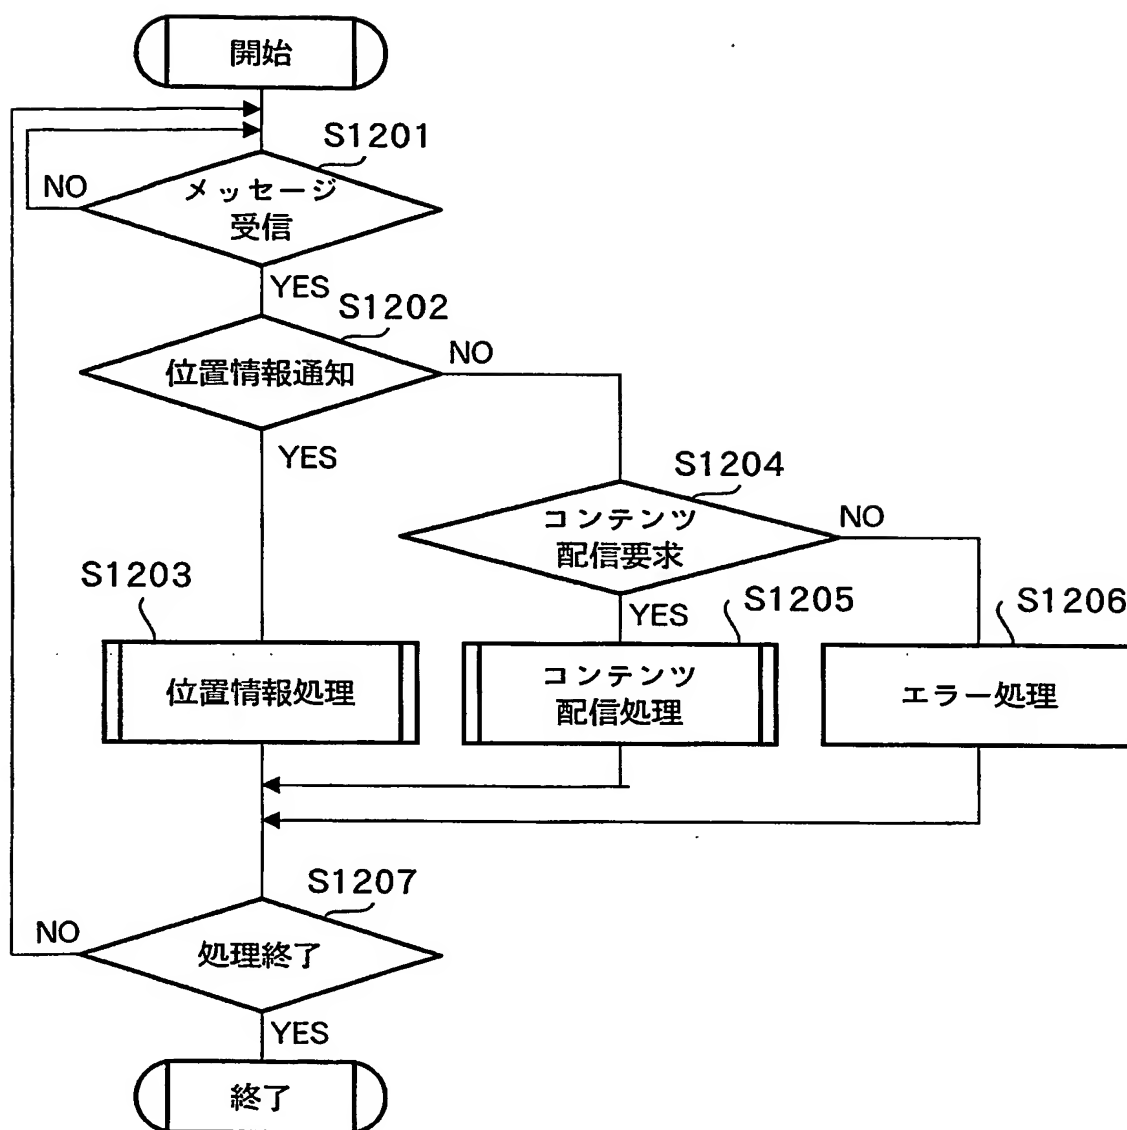 開始
S1201
NO
メッセージ
受信
YES
S1202
位置情報通知
NO
YES
S1204
コンテンツ
配信要求
NO
S1203
YES
S1205
S1206
位置情報処理
コンテンツ
配信処理
エラー処理
S1207
NO
処理終了
YES
終了